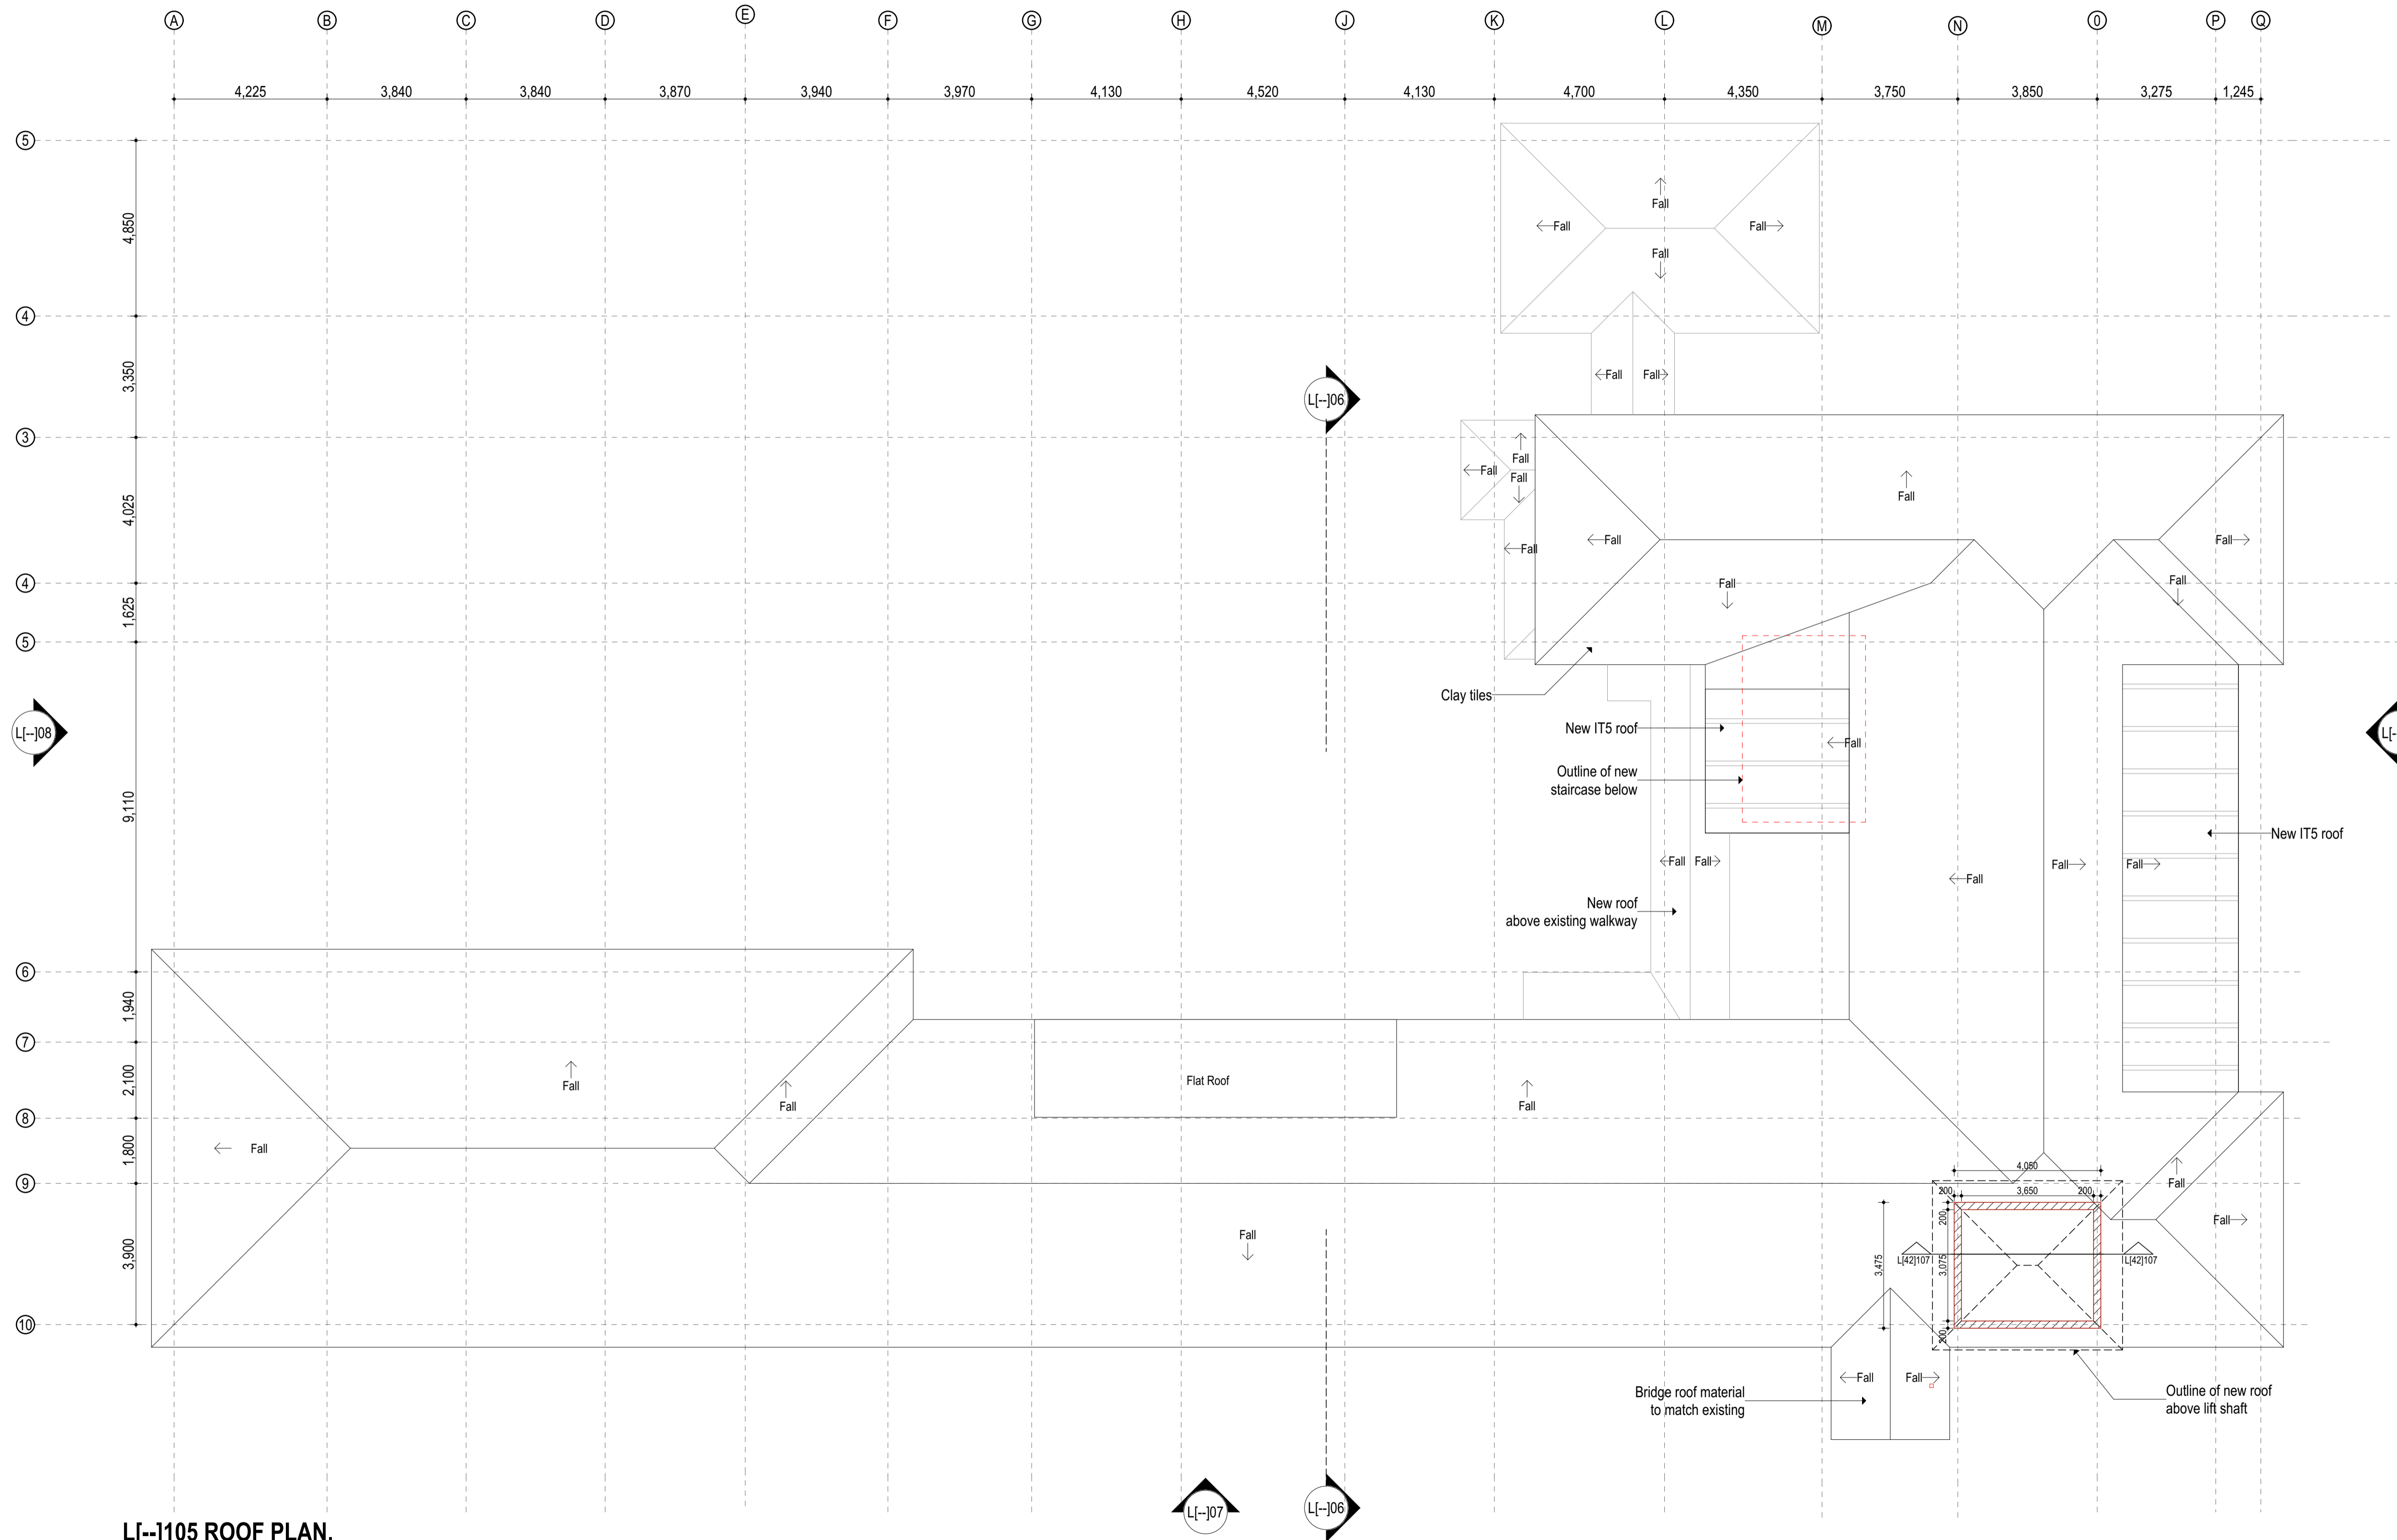 A B C D E F G H J K L M N 0 P Q
4,225 3,840 3,840 3,870 3,940 3,970 4,130 4,520 4,130 4,700 4,350 3,750 3,850 3,275 1,245
5
4,850
Fall
Fall
Fall
Fall
4
3,350
Fall
Fall
L[--]06
3
Fall
Fall
Fall
Fall
4,025
Fall
Fall
Fall
Fall
4
Fall
Fall
1,625
5
Clay tiles
L[--]08
New IT5 roof
Fall
L[--
Outline of new
staircase below
9,110
New IT5 roof
Fall
Fall
Fall
Fall
Fall
New roof
above existing walkway
6
1,940
7
2,100
Flat Roof
Fall
Fall
Fall
8
1,800
Fall
9
4,050
Fall
200
3,650
200
200
Fall
3,900
Fall
3,475
3,075
L[42]107
L[42]107
10
200
Fall
Fall
Bridge roof material
to match existing
Outline of new roof
above lift shaft
L[--]07
L[--]06
L[--]105 ROOF PLAN.